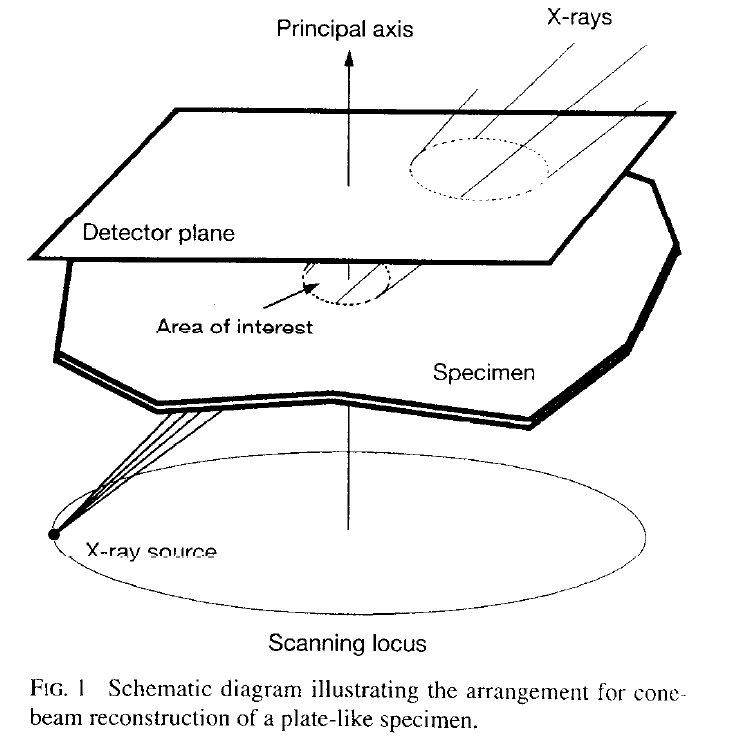 Principal axis
X-rays
Detector plane
Area of interest
Specimen
X-ray source
Scanning locus
FIG. 1 Schematic diagram illustrating the arrangement for cone-
beam reconstruction of a plate-like specimen.